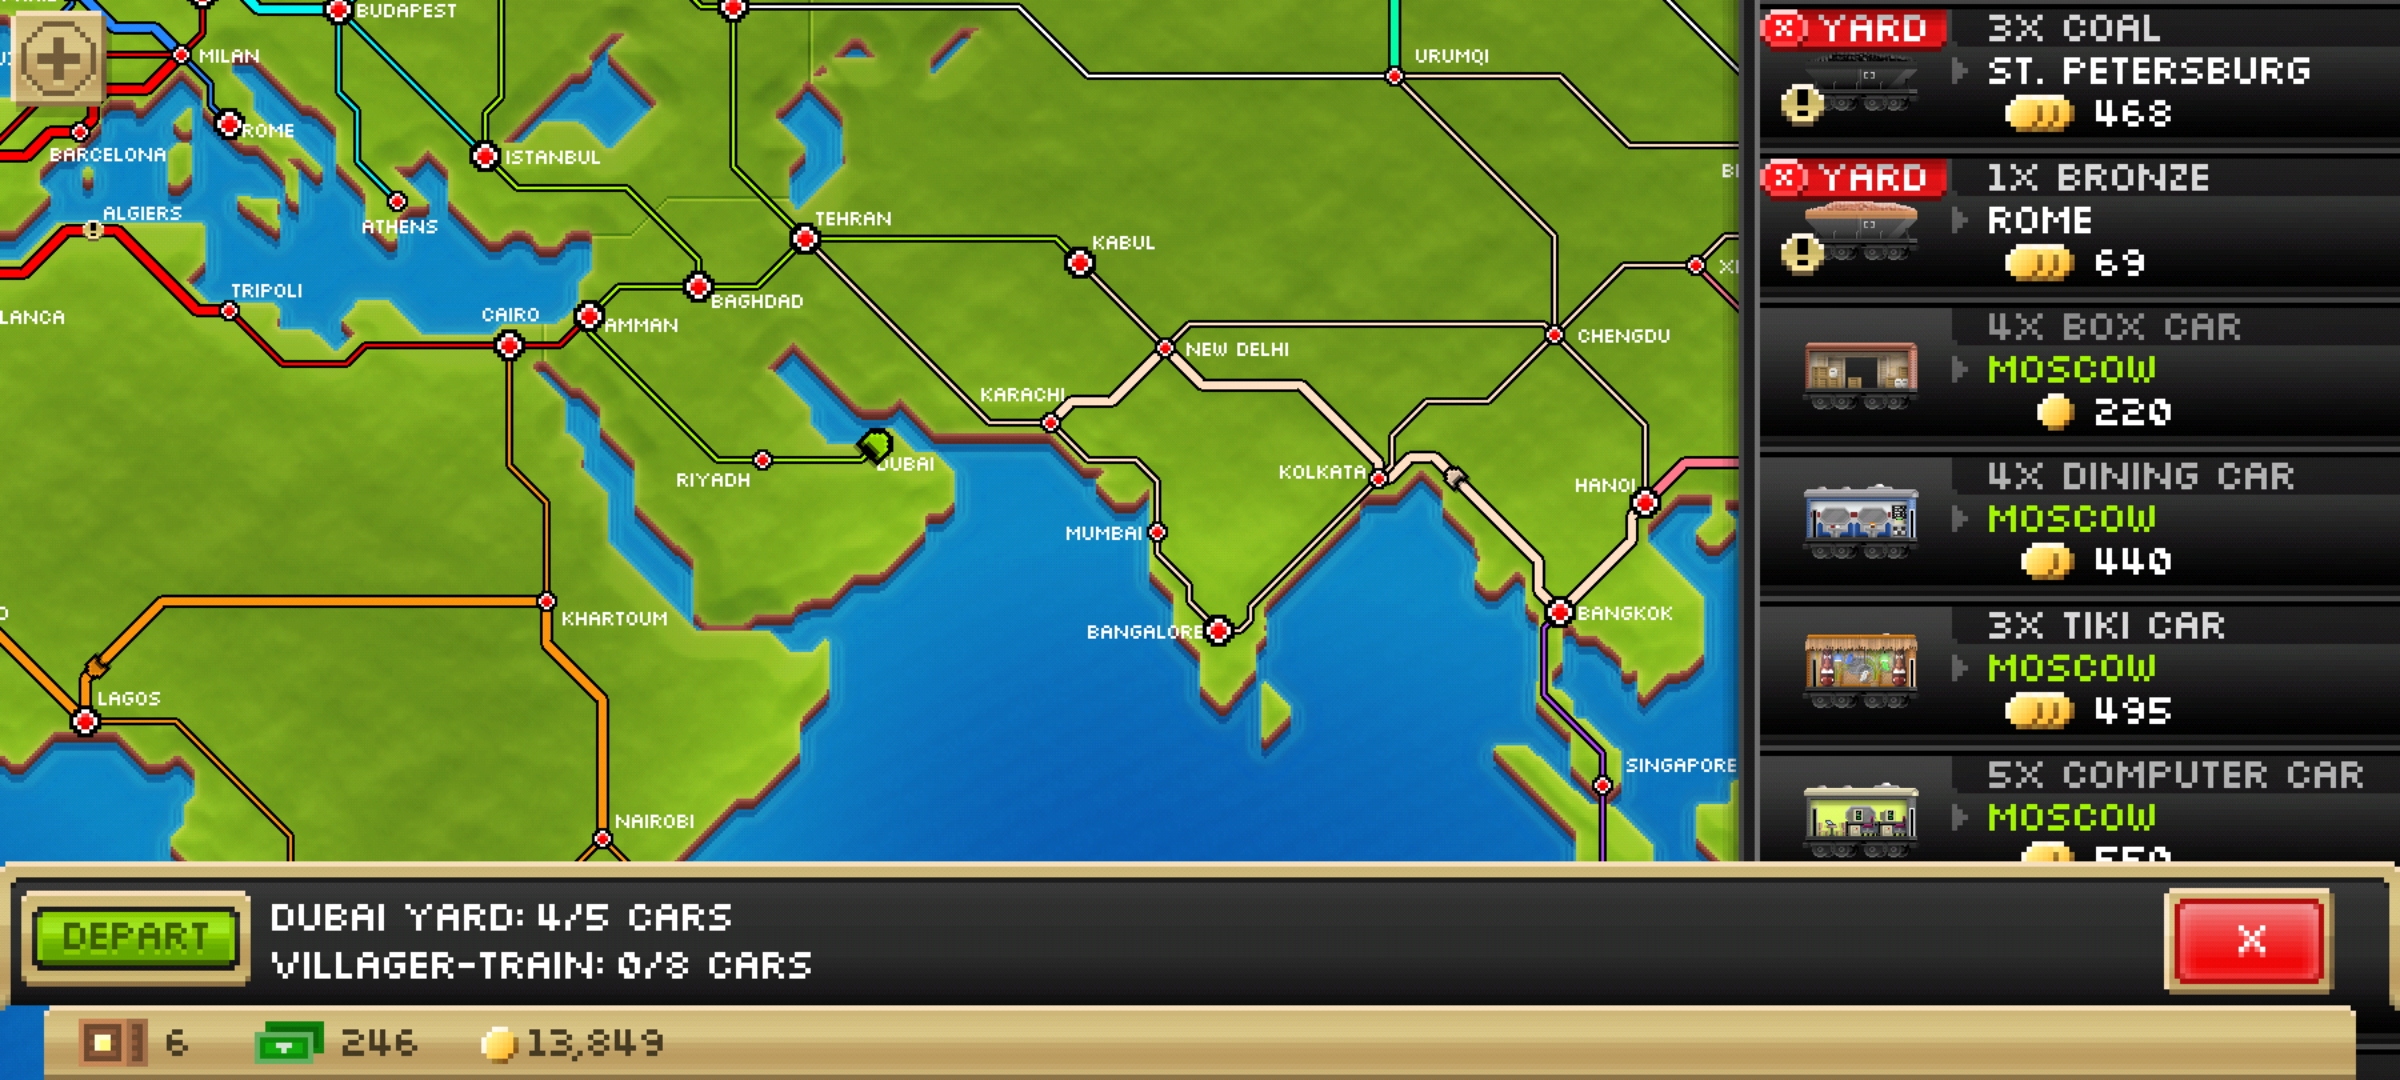 BUDAPEST
MILAN
ROME
BARCELONA
ISTANBUL
URUMQI
ALGIERS
ATHENS
TEHRAN
KABUL
TRIPOLI
BAGHDAD
LANCA
CAIRO
AMMAN
NEW DELHI
CHENGDU
KARACHI
DUBAI
RIYADH
KOLKATA
HANOI
MUMBAI
KHARTOUM
BANGALORE
BANGKOK
LAGOS
SINGAPORE
NAIROBI
YARD
3X COAL
ST. PETERSBURG
468
YARD
1X BRONZE
ROME
69
4X BOX CAR
MOSCOW
220
4X DINING CAR
MOSCOW
440
3X TIKI CAR
MOSCOW
495
5X COMPUTER CAR
MOSCOW
550
DEPART
DUBAI YARD: 4/5 CARS
VILLAGER-TRAIN: 0/8 CARS
X
6
246
13,849